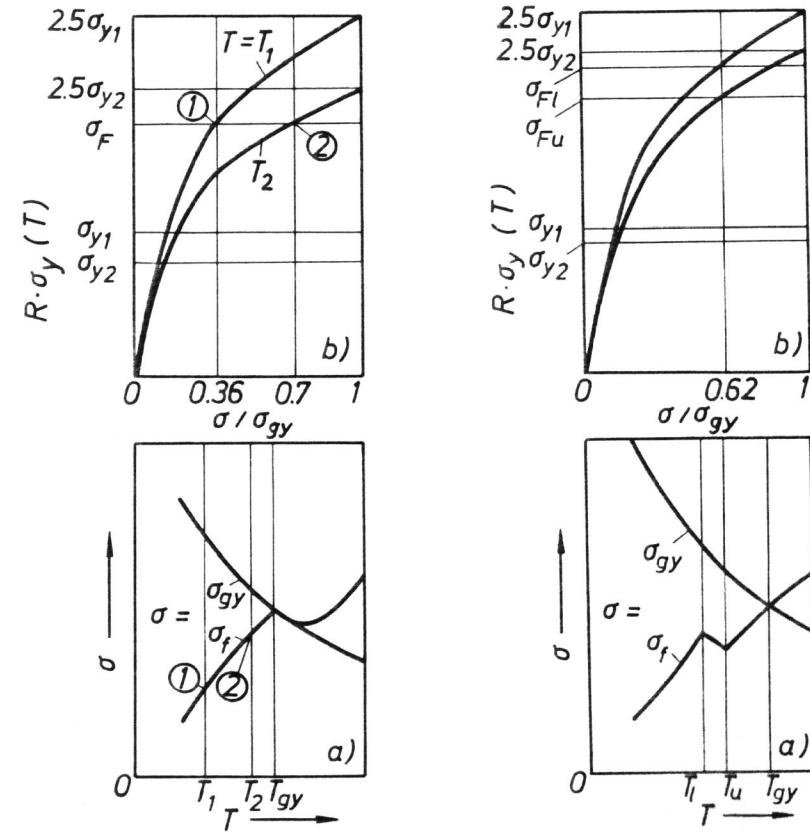 2.5σy1
T=T1
2.5σy2
①
σF
②
T2
σy1
σy2
R·σy (T)
b)
0 0.36 0.7 1
σ/σgy
σgy
σ =
σf
σ
①
②
a)
0 T1 T2 Tgy
T
2.5σy1
2.5σy2
σFl
σFu
σy1
σy2
R·σy (T)
b)
0 0.62 1
σ/σgy
σgy
σ =
σf
σ
a)
0 Tl Tu Tgy
T